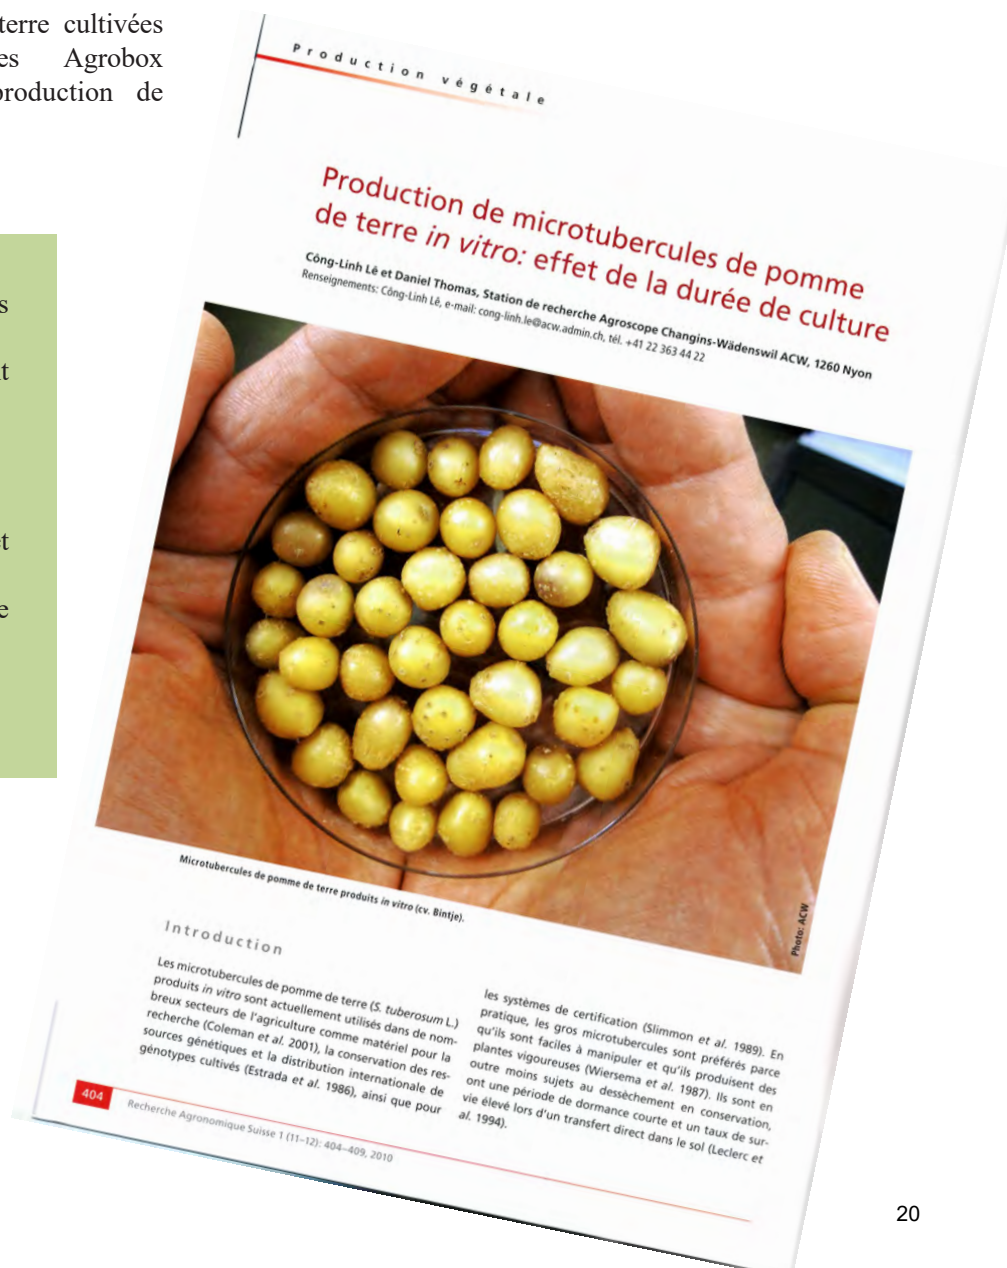 terre cultivées
es Agrobox
production de
s
t
et
e
Production végétale
Production de microtubercules de pomme
de terre in vitro: effet de la durée de culture
Công-Linh Lê et Daniel Thomas, Station de recherche Agroscope Changins-Wädenswil ACW, 1260 Nyon
Renseignements: Công-Linh Lê, e-mail: cong-linh.le@acw.admin.ch, tél. +41 22 363 44 22
Microtubercules de pomme de terre produits in vitro (cv. Bintje).
Photo: ACW
Introduction
Les microtubercules de pomme de terre (S. tuberosum L.)
produits in vitro sont actuellement utilisés dans de nom-
breux secteurs de l'agriculture comme matériel pour la
recherche (Coleman et al. 2001), la conservation des res-
sources génétiques et la distribution internationale de
génotypes cultivés (Estrada et al. 1986), ainsi que pour
les systèmes de certification (Slimmon et al. 1989). En
pratique, les gros microtubercules sont préférés parce
qu'ils sont faciles à manipuler et qu'ils produisent des
plantes vigoureuses (Wiersema et al. 1987). Ils sont en
outre moins sujets au dessèchement en conservation,
ont une période de dormance courte et un taux de sur-
vie élevé lors d'un transfert direct dans le sol (Leclerc et
al. 1994).
404
Recherche Agronomique Suisse 1 (11–12): 404–409, 2010
20